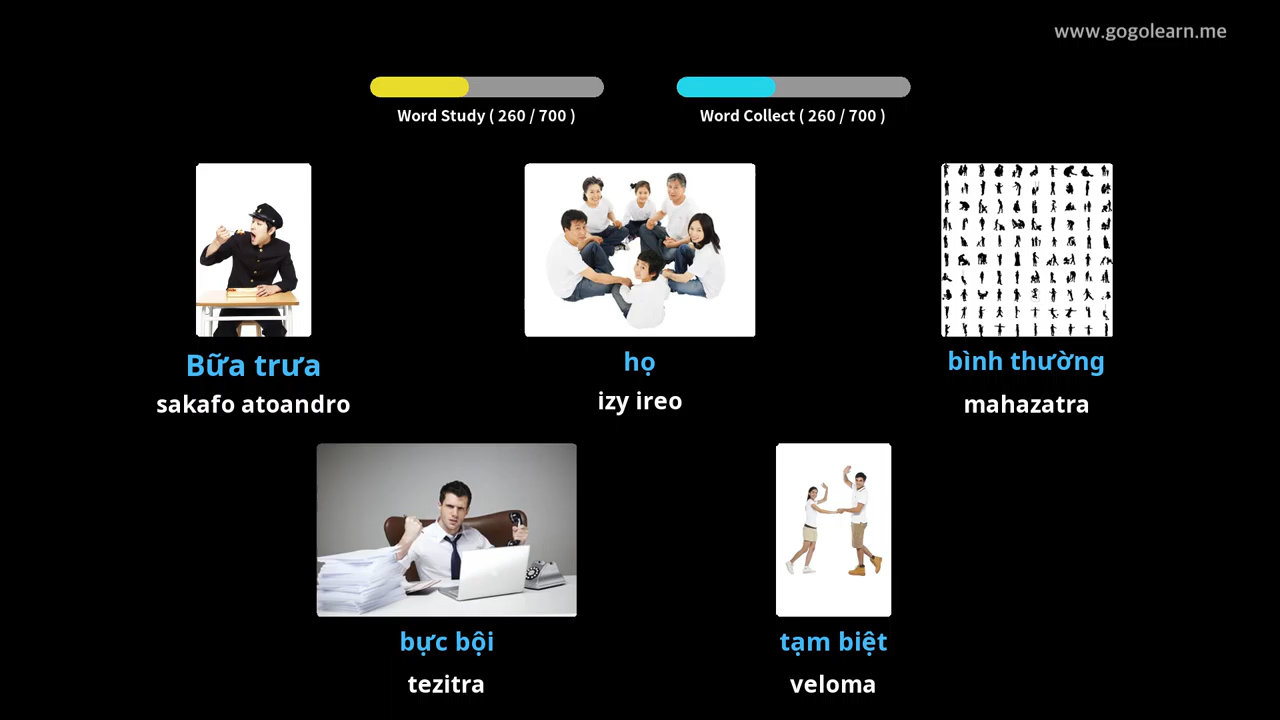 www.gogolearn.me
Word Study ( 260 / 700 )
Word Collect ( 260 / 700 )
Bữa trưa
sakafo atoandro
họ
izy ireo
bình thường
mahazatra
bực bội
tezitra
tạm biệt
veloma